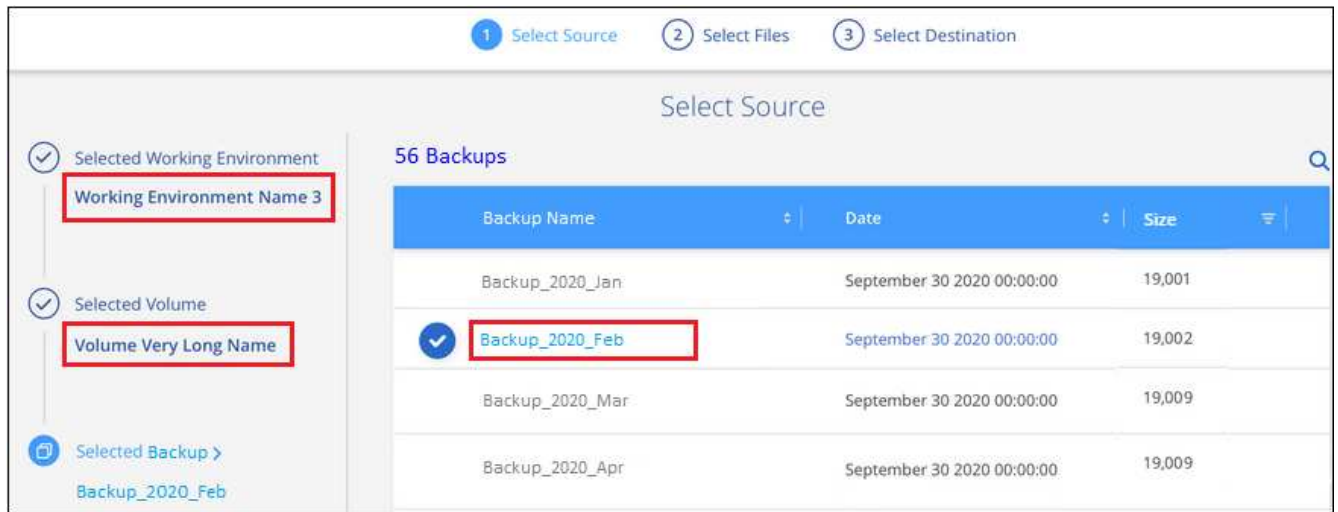 1 Select Source 2 Select Files 3 Select Destination
Select Source
Selected Working Environment
Working Environment Name 3
Selected Volume
Volume Very Long Name
Selected Backup >
Backup_2020_Feb
56 Backups
Backup Name Date Size
Backup_2020_Jan September 30 2020 00:00:00 19,001
Backup_2020_Feb September 30 2020 00:00:00 19,002
Backup_2020_Mar September 30 2020 00:00:00 19,009
Backup_2020_Apr September 30 2020 00:00:00 19,009